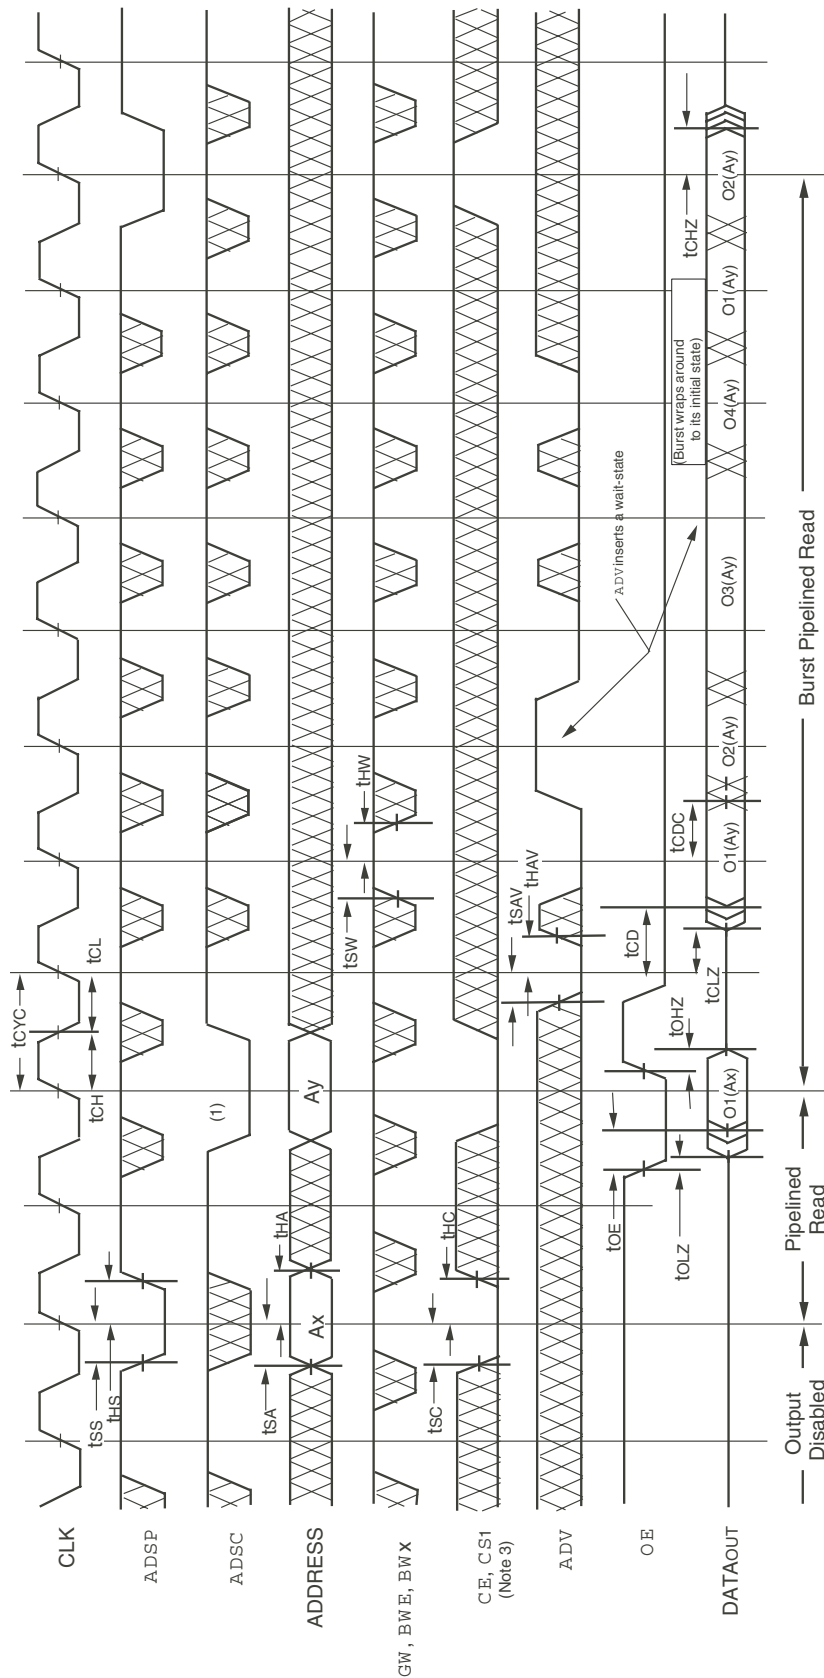 CLK
tCYC
tCH
tCL
ADSP
tSS
tHS
ADSC
(1)
ADDRESS
tSA
tHA
Ax
Ay
GW, BWE, BWx
tSW
tHW
CE, CS1
(Note 3)
tSC
tHC
ADV
tSAV
tHAV
ADV inserts a wait-state
OE
tOE
tOLZ
tOHZ
tCD
tCLZ
tCDC
tCHZ
(Burst wraps around
to its initial state)
DATAOUT
O1(Ax)
O1(Ay)
O2(Ay)
O3(Ay)
O4(Ay)
O1(Ay)
O2(Ay)
Output
Disabled
Pipelined
Read
Burst Pipelined Read